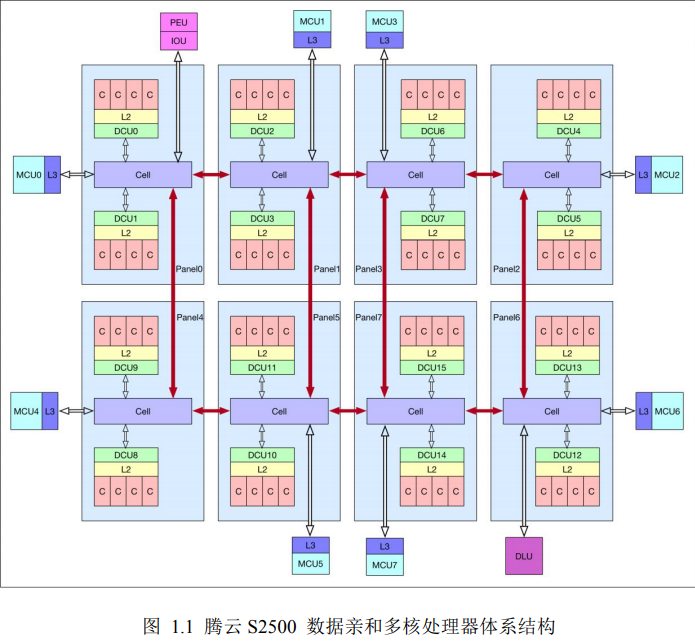 PEU
IOU
MCU1
L3
MCU3
L3
C C C C
L2
DCU0
C C C C
L2
DCU2
C C C C
L2
DCU6
C C C C
L2
DCU4
MCU0 L3
Cell
Cell
Cell
Cell
L3 MCU2
DCU1
L2
C C C C
DCU3
L2
C C C C
DCU7
L2
C C C C
DCU5
L2
C C C C
Panel0
Panel1
Panel3
Panel2
Panel4
Panel5
Panel7
Panel6
C C C C
L2
DCU9
C C C C
L2
DCU11
C C C C
L2
DCU15
C C C C
L2
DCU13
MCU4 L3
Cell
Cell
Cell
Cell
L3 MCU6
DCU8
L2
C C C C
DCU10
L2
C C C C
DCU14
L2
C C C C
DCU12
L2
C C C C
L3
MCU5
L3
MCU7
DLU
图 1.1 腾云 S2500 数据亲和多核处理器体系结构